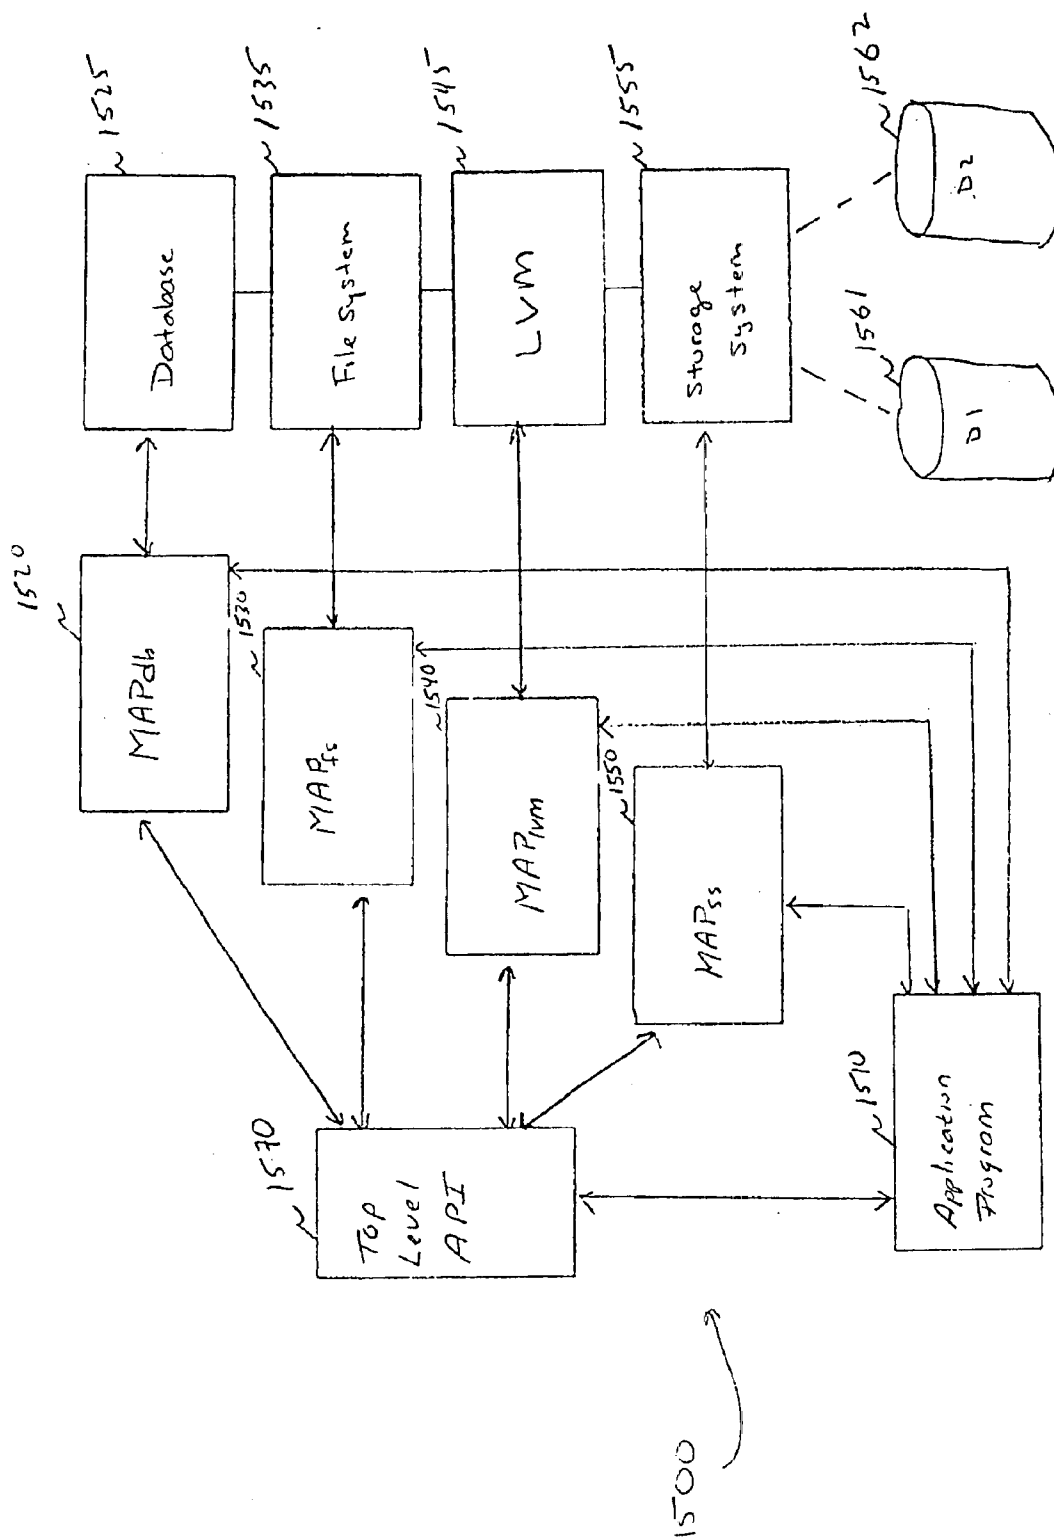 1520
MAPdb
1525
Database
1530
MAPfs
1535
File System
1570
Top
Level
API
1540
MAPlvm
1545
LVM
1550
MAPss
1555
Storage
System
1510
Application
Program
1561
D1
1562
D2
1500